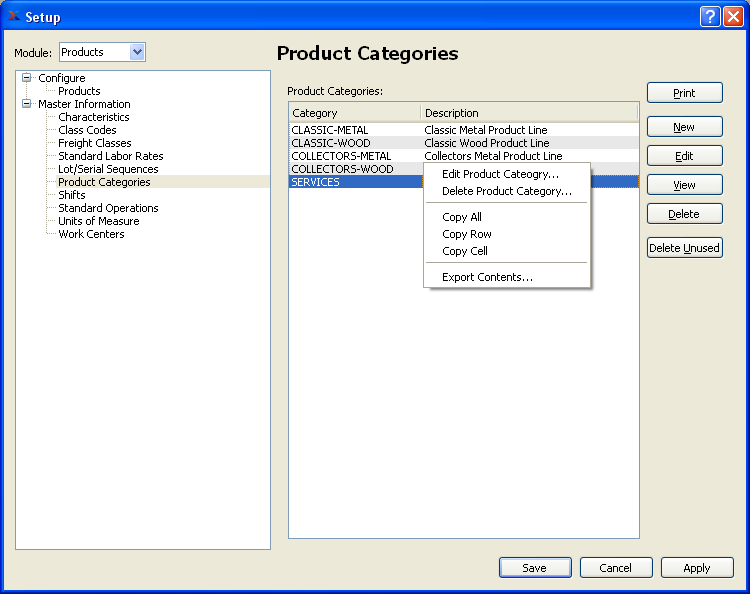 Setup
Module: Products
Product Categories
Configure
Products
Master Information
Characteristics
Class Codes
Freight Classes
Standard Labor Rates
Lot/Serial Sequences
Product Categories
Shifts
Standard Operations
Units of Measure
Work Centers
Product Categories:
Category Description
CLASSIC-METAL Classic Metal Product Line
CLASSIC-WOOD Classic Wood Product Line
COLLECTORS-METAL Collectors Metal Product Line
COLLECTORS-WOOD
SERVICES
Edit Product Cateogry...
Delete Product Category...
Copy All
Copy Row
Copy Cell
Export Contents...
Print
New
Edit
View
Delete
Delete Unused
Save Cancel Apply